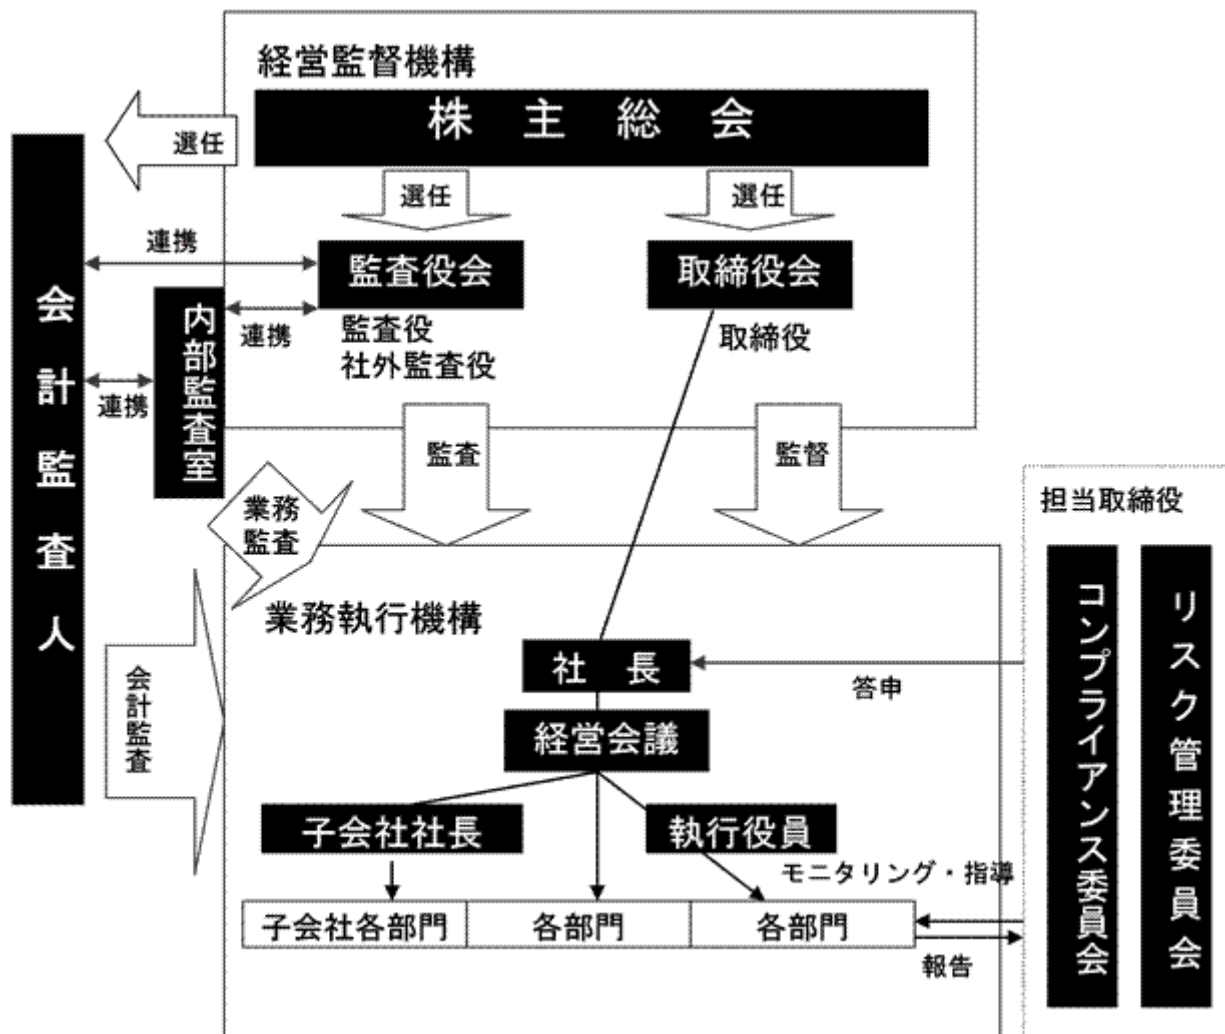 経営監督機構
株主総会
選任
選任
選任
連携
監査役会
取締役会
会計監査人
内部監査室
連携
監査役
社外監査役
取締役
連携
監査
監督
業務
監査
担当取締役
業務執行機構
コンプライアンス委員会
リスク管理委員会
社長
答申
会計監査
経営会議
子会社社長
執行役員
モニタリング・指導
子会社各部門
各部門
各部門
報告